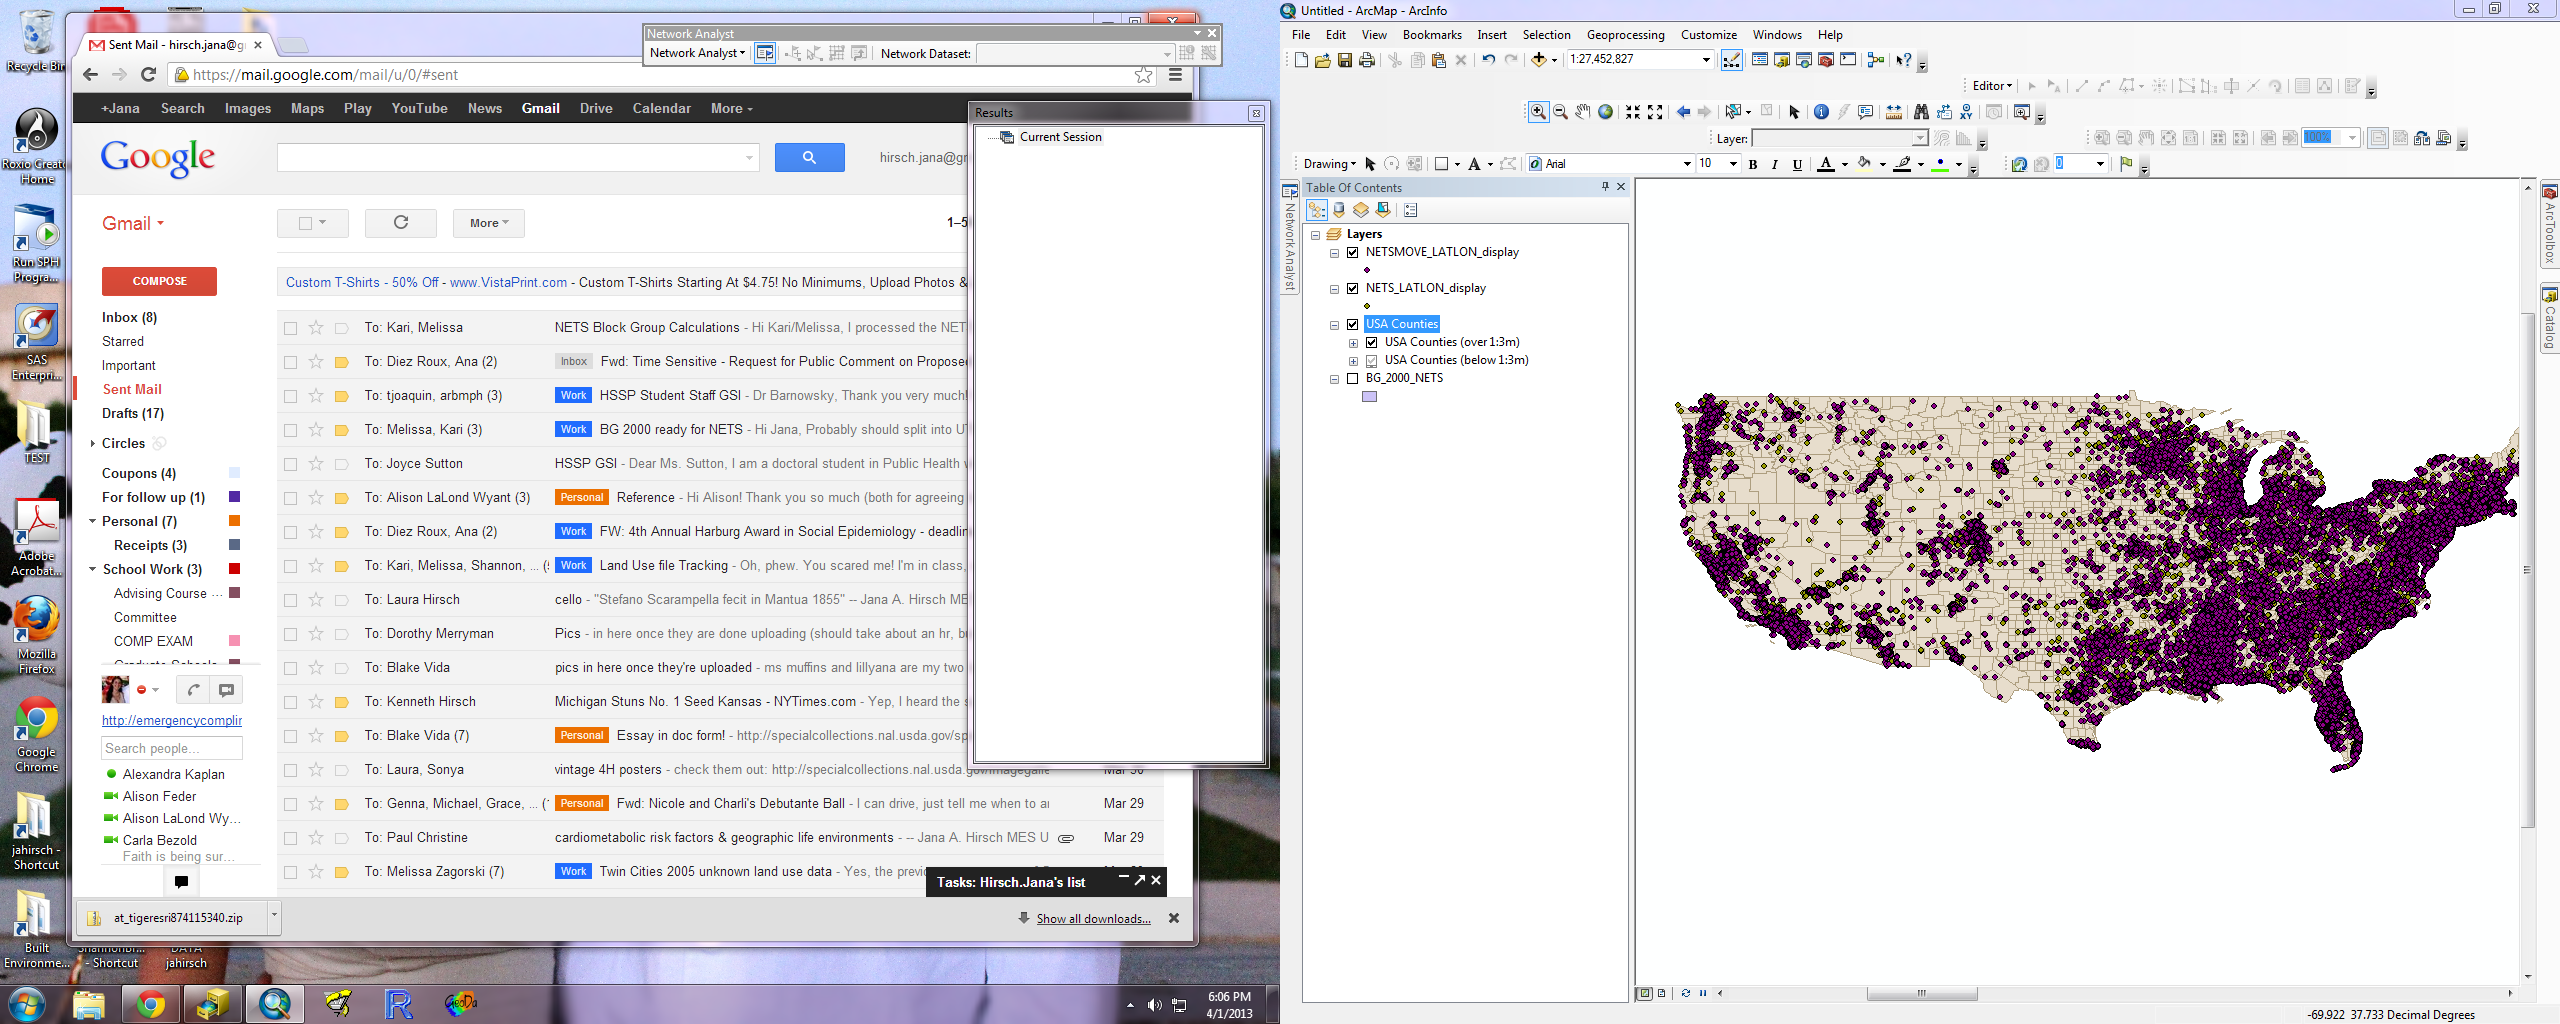 Recycle Bin
Roxio Creato
Home
Run SPH
Progra...
SAS
Enterpri...
TEST
Adobe
Acrobat...
Mozilla
Firefox
Google
Chrome
jahirsch -
Shortcut
Built
Environme...
- Shortcut
DATA
jahirsch
Sent Mail - hirsch.jana@g
https://mail.google.com/mail/u/0/#sent
Network Analyst
Network Analyst
Network Dataset:
+Jana Search Images Maps Play YouTube News Gmail Drive Calendar More
Google
hirsch.jana@g
Gmail
More
1–5
COMPOSE
Inbox (8)
Starred
Important
Sent Mail
Drafts (17)
Circles
Coupons (4)
For follow up (1)
Personal (7)
Receipts (3)
School Work (3)
Advising Course ...
Committee
COMP EXAM
Graduate Schools
http://emergencycomplir
Search people...
Alexandra Kaplan
Alison Feder
Alison LaLond Wy...
Carla Bezold
Faith is being sur...
Custom T-Shirts - 50% Off - www.VistaPrint.com - Custom T-Shirts Starting At $4.75! No Minimums, Upload Photos &
To: Kari, Melissa NETS Block Group Calculations - Hi Kari/Melissa, I processed the NET
To: Diez Roux, Ana (2) Inbox Fwd: Time Sensitive - Request for Public Comment on Propose
To: tjoaquin, arbmph (3) Work HSSP Student Staff GSI - Dr Barnowsky, Thank you very much!
To: Melissa, Kari (3) Work BG 2000 ready for NETS - Hi Jana, Probably should split into U
To: Joyce Sutton HSSP GSI - Dear Ms. Sutton, I am a doctoral student in Public Health
To: Alison LaLond Wyant (3) Personal Reference - Hi Alison! Thank you so much (both for agreeing
To: Diez Roux, Ana (2) Work FW: 4th Annual Harburg Award in Social Epidemiology - deadlin
To: Kari, Melissa, Shannon, ... Work Land Use file Tracking - Oh, phew. You scared me! I'm in class,
To: Laura Hirsch cello - "Stefano Scarampella fecit in Mantua 1855" -- Jana A. Hirsch ME
To: Dorothy Merryman Pics - in here once they are done uploading (should take about an hr, b
To: Blake Vida pics in here once they're uploaded - ms muffins and lillyana are my two
To: Kenneth Hirsch Michigan Stuns No. 1 Seed Kansas - NYTimes.com - Yep, I heard the s
To: Blake Vida (7) Personal Essay in doc form! - http://specialcollections.nal.usda.gov/sp
To: Laura, Sonya vintage 4H posters - check them out: http://specialcollections.nal.usda.gov/imagegalle Mar 30
To: Genna, Michael, Grace, ... Personal Fwd: Nicole and Charli's Debutante Ball - I can drive, just tell me when to ar Mar 29
To: Paul Christine cardiometabolic risk factors & geographic life environments - -- Jana A. Hirsch MES U Mar 29
To: Melissa Zagorski (7) Work Twin Cities 2005 unknown land use data - Yes, the previo
Tasks: Hirsch.Jana's list
at_tigeresri874115340.zip
Show all downloads...
Results
Current Session
R
GeoDa
6:06 PM
4/1/2013
Untitled - ArcMap - ArcInfo
File Edit View Bookmarks Insert Selection Geoprocessing Customize Windows Help
1:27,452,827
Editor
Layer:
100%
Drawing
Arial
10
B I U A
0
Network Analyst
Table Of Contents
Layers
NETSMOVE_LATLON_display
NETS_LATLON_display
USA Counties
USA Counties (over 1:3m)
USA Counties (below 1:3m)
BG_2000_NETS
ArcToolbox
Catalog
-69.922 37.733 Decimal Degrees